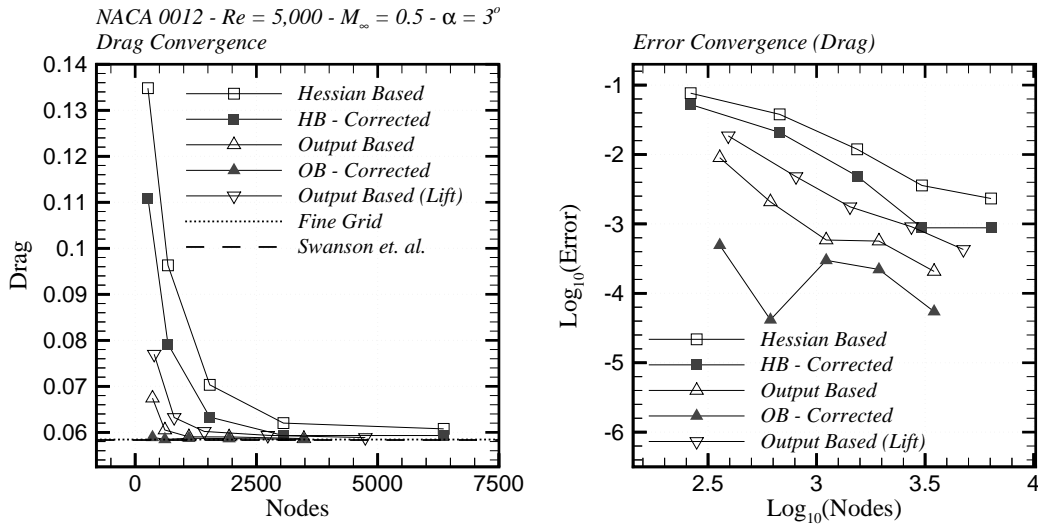 NACA 0012 - Re = 5,000 - M∞ = 0.5 - α = 3º
Drag Convergence
0.14
0.13
0.12
0.11
0.1
0.09
0.08
0.07
0.06
Drag
0
2500
5000
7500
Nodes
Hessian Based
HB - Corrected
Output Based
OB - Corrected
Output Based (Lift)
Fine Grid
Swanson et. al.
Error Convergence (Drag)
-1
-2
-3
-4
-5
-6
Log10(Error)
2.5
3
3.5
4
Log10(Nodes)
Hessian Based
HB - Corrected
Output Based
OB - Corrected
Output Based (Lift)